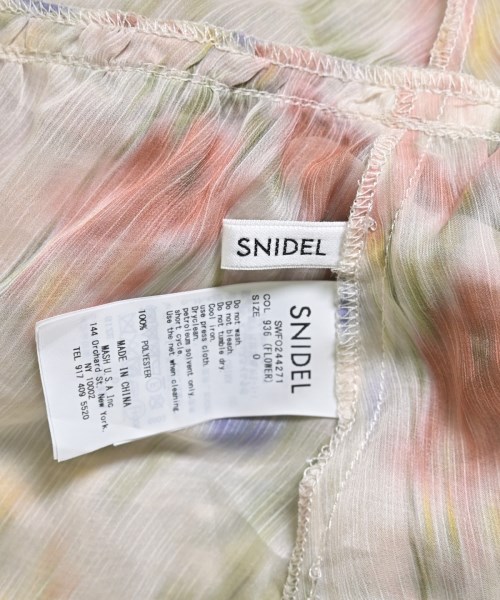 SNIDEL
SNIDEL
SWFO244271
COL 936 (FLOWER)
SIZE 0
Do not wash.
Do not bleach
Do not tumble dry.
Cool iron.
use press cloth.
Dryclean.
petroleum solvent only.
short cycle.
Use the net when cleaning.
100% POLYESTER
MADE IN CHINA
MASH U S A Inc
144 Orchard St. New York.
NY 10002
TEL 917 409 5520